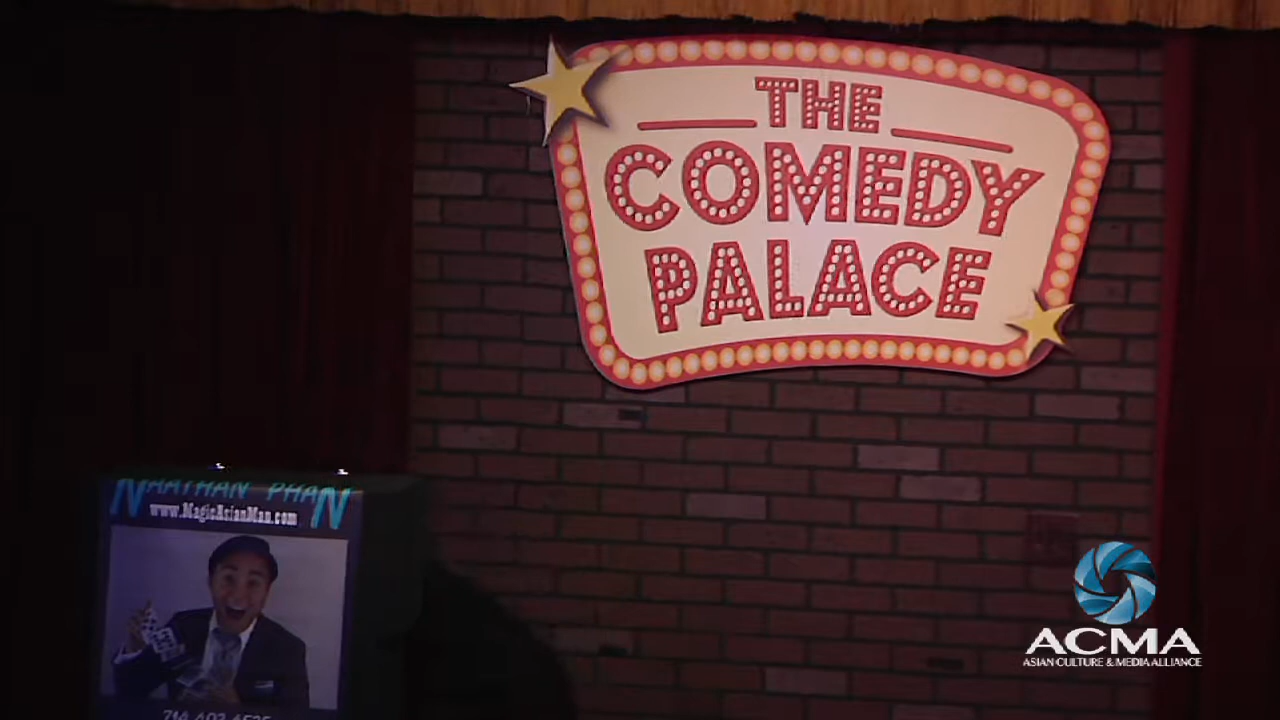 THE
COMEDY
PALACE
NATHAN PHAN
www.MagicAsianMan.com
ACMA
ASIAN CULTURE & MEDIA ALLIANCE